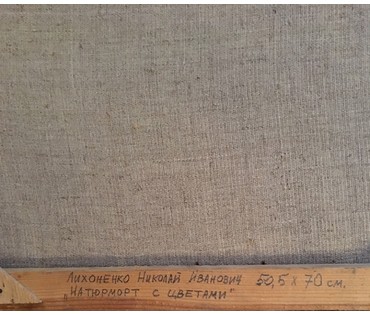 Лихоненко Николай Иванович 50,5 х 70 см.
"Натюрморт с цветами"